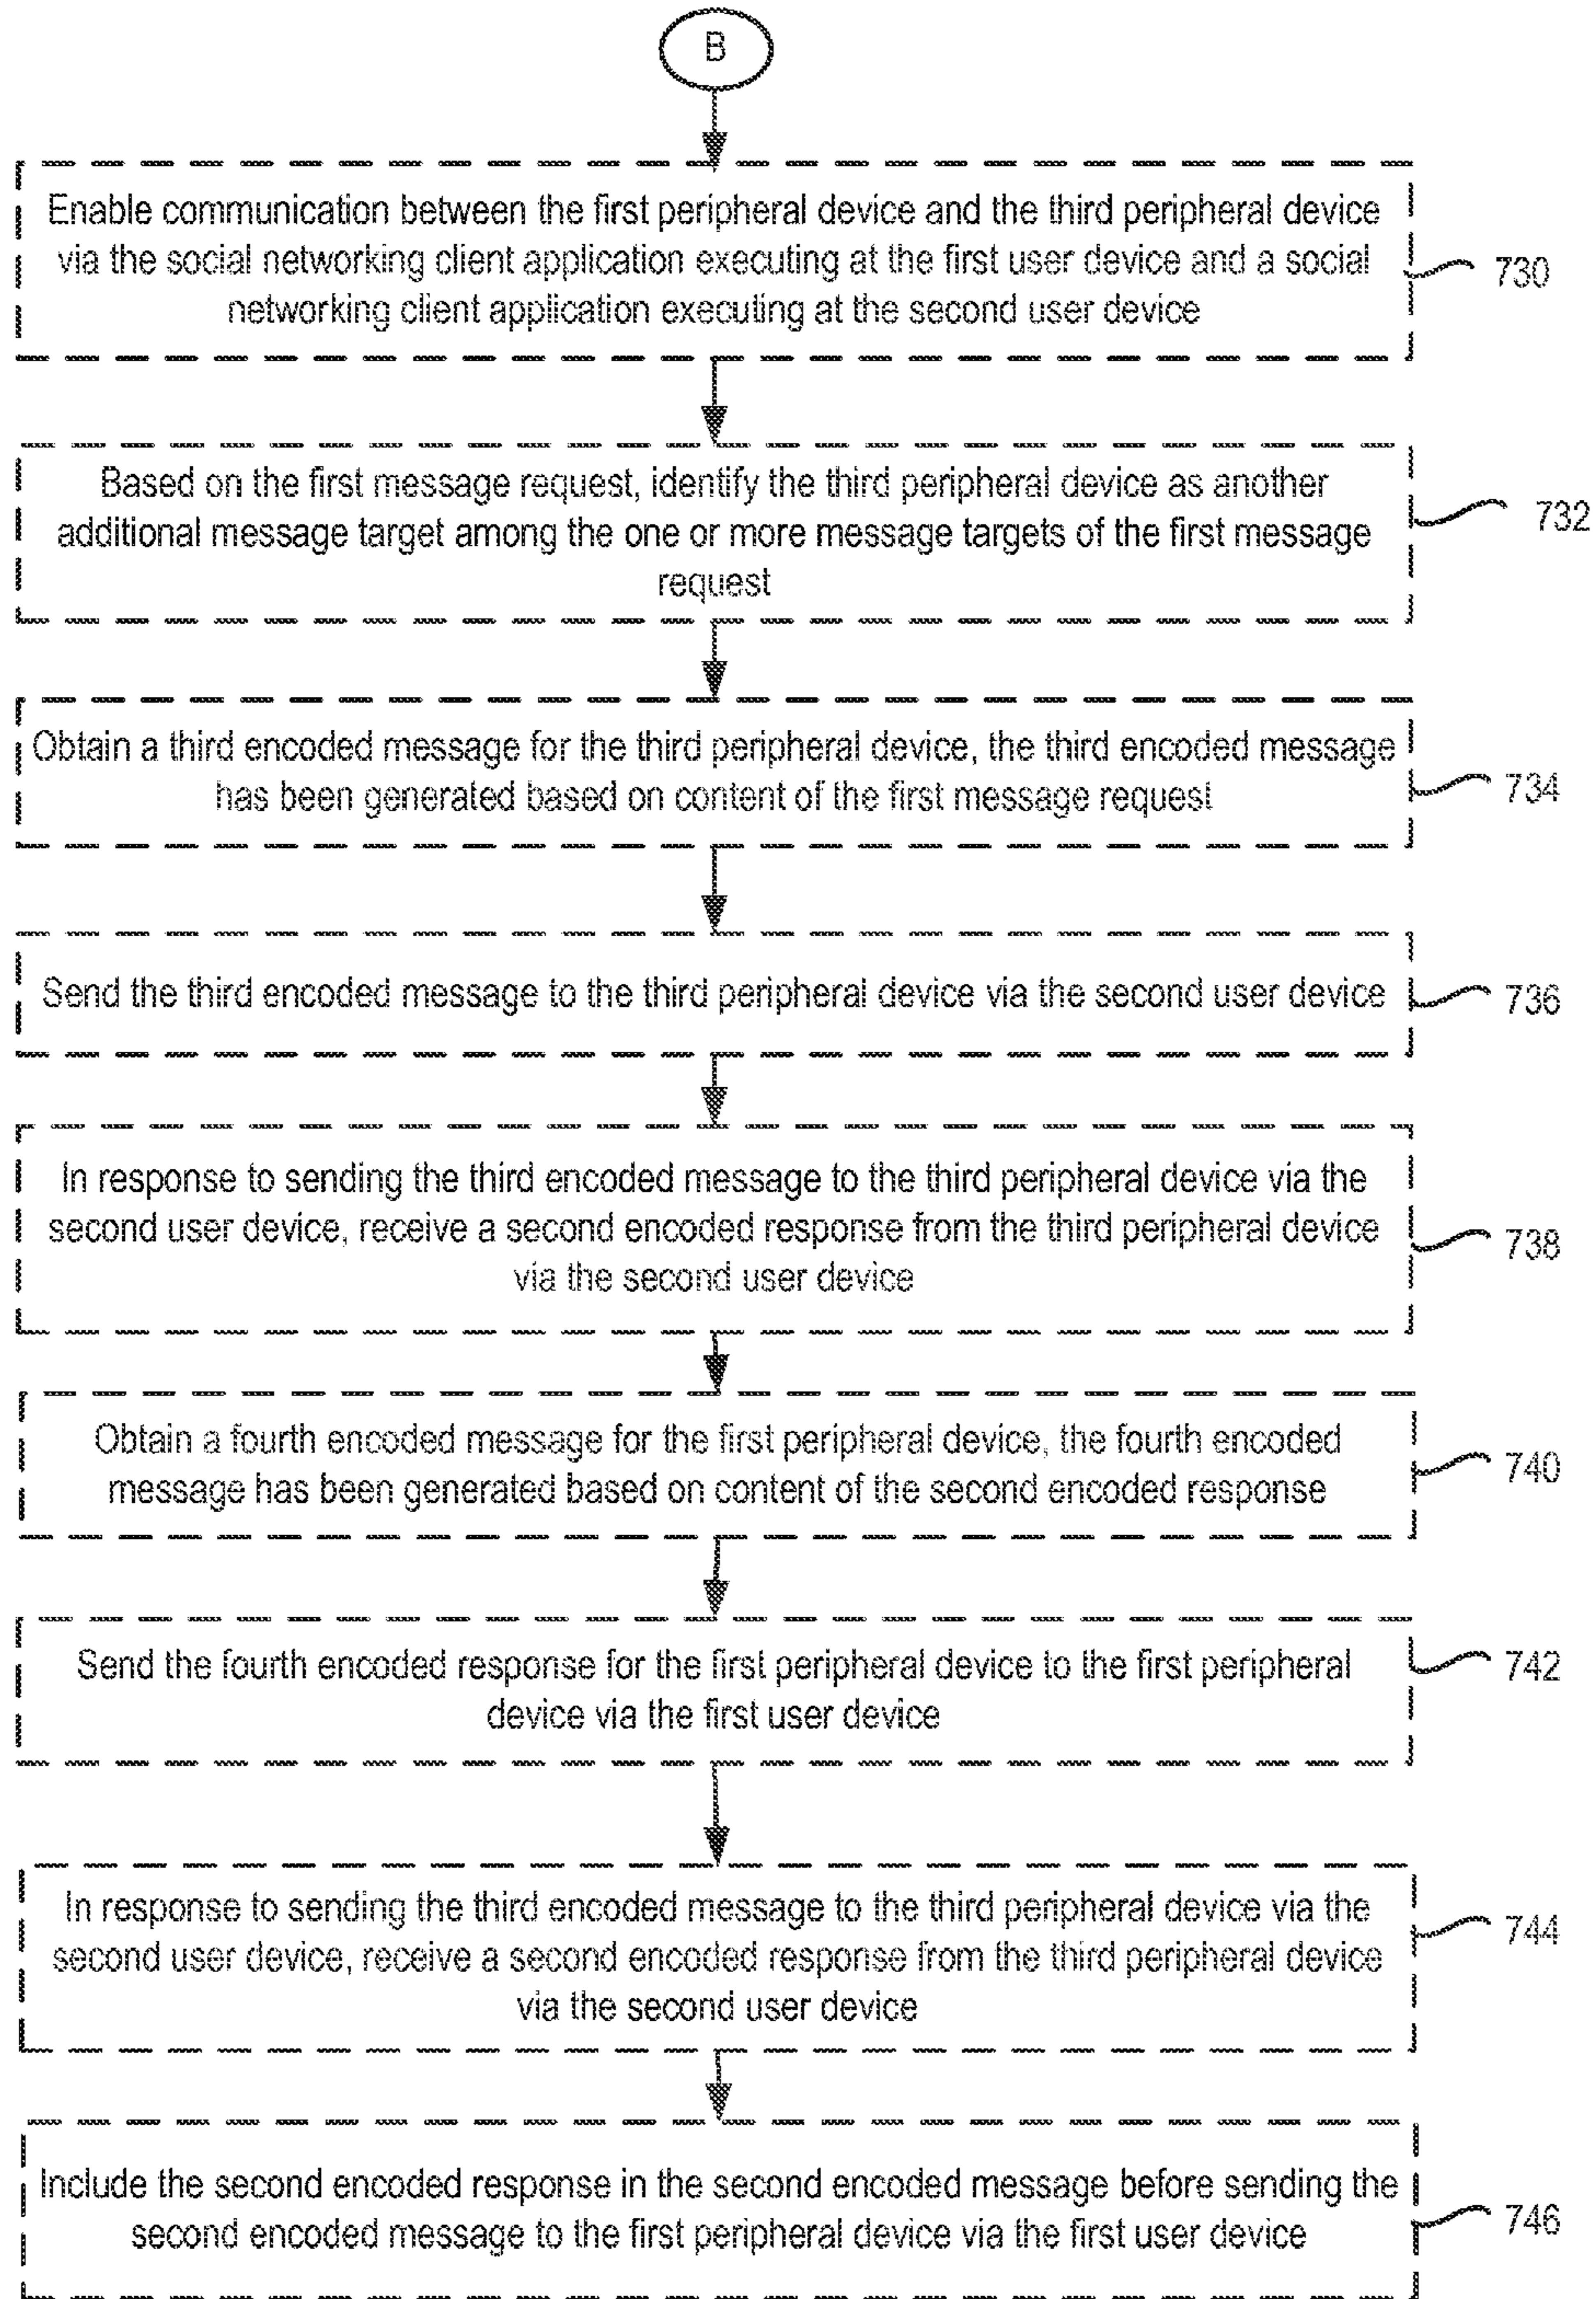 B
Enable communication between the first peripheral device and the third peripheral device
via the social networking client application executing at the first user device and a social
networking client application executing at the second user device
730
Based on the first message request, identify the third peripheral device as another
additional message target among the one or more message targets of the first message
request
732
Obtain a third encoded message for the third peripheral device, the third encoded message
has been generated based on content of the first message request
734
Send the third encoded message to the third peripheral device via the second user device
736
In response to sending the third encoded message to the third peripheral device via the
second user device, receive a second encoded response from the third peripheral device
via the second user device
738
Obtain a fourth encoded message for the first peripheral device, the fourth encoded
message has been generated based on content of the second encoded response
740
Send the fourth encoded response for the first peripheral device to the first peripheral
device via the first user device
742
In response to sending the third encoded message to the third peripheral device via the
second user device, receive a second encoded response from the third peripheral device
via the second user device
744
Include the second encoded response in the second encoded message before sending the
second encoded message to the first peripheral device via the first user device
746